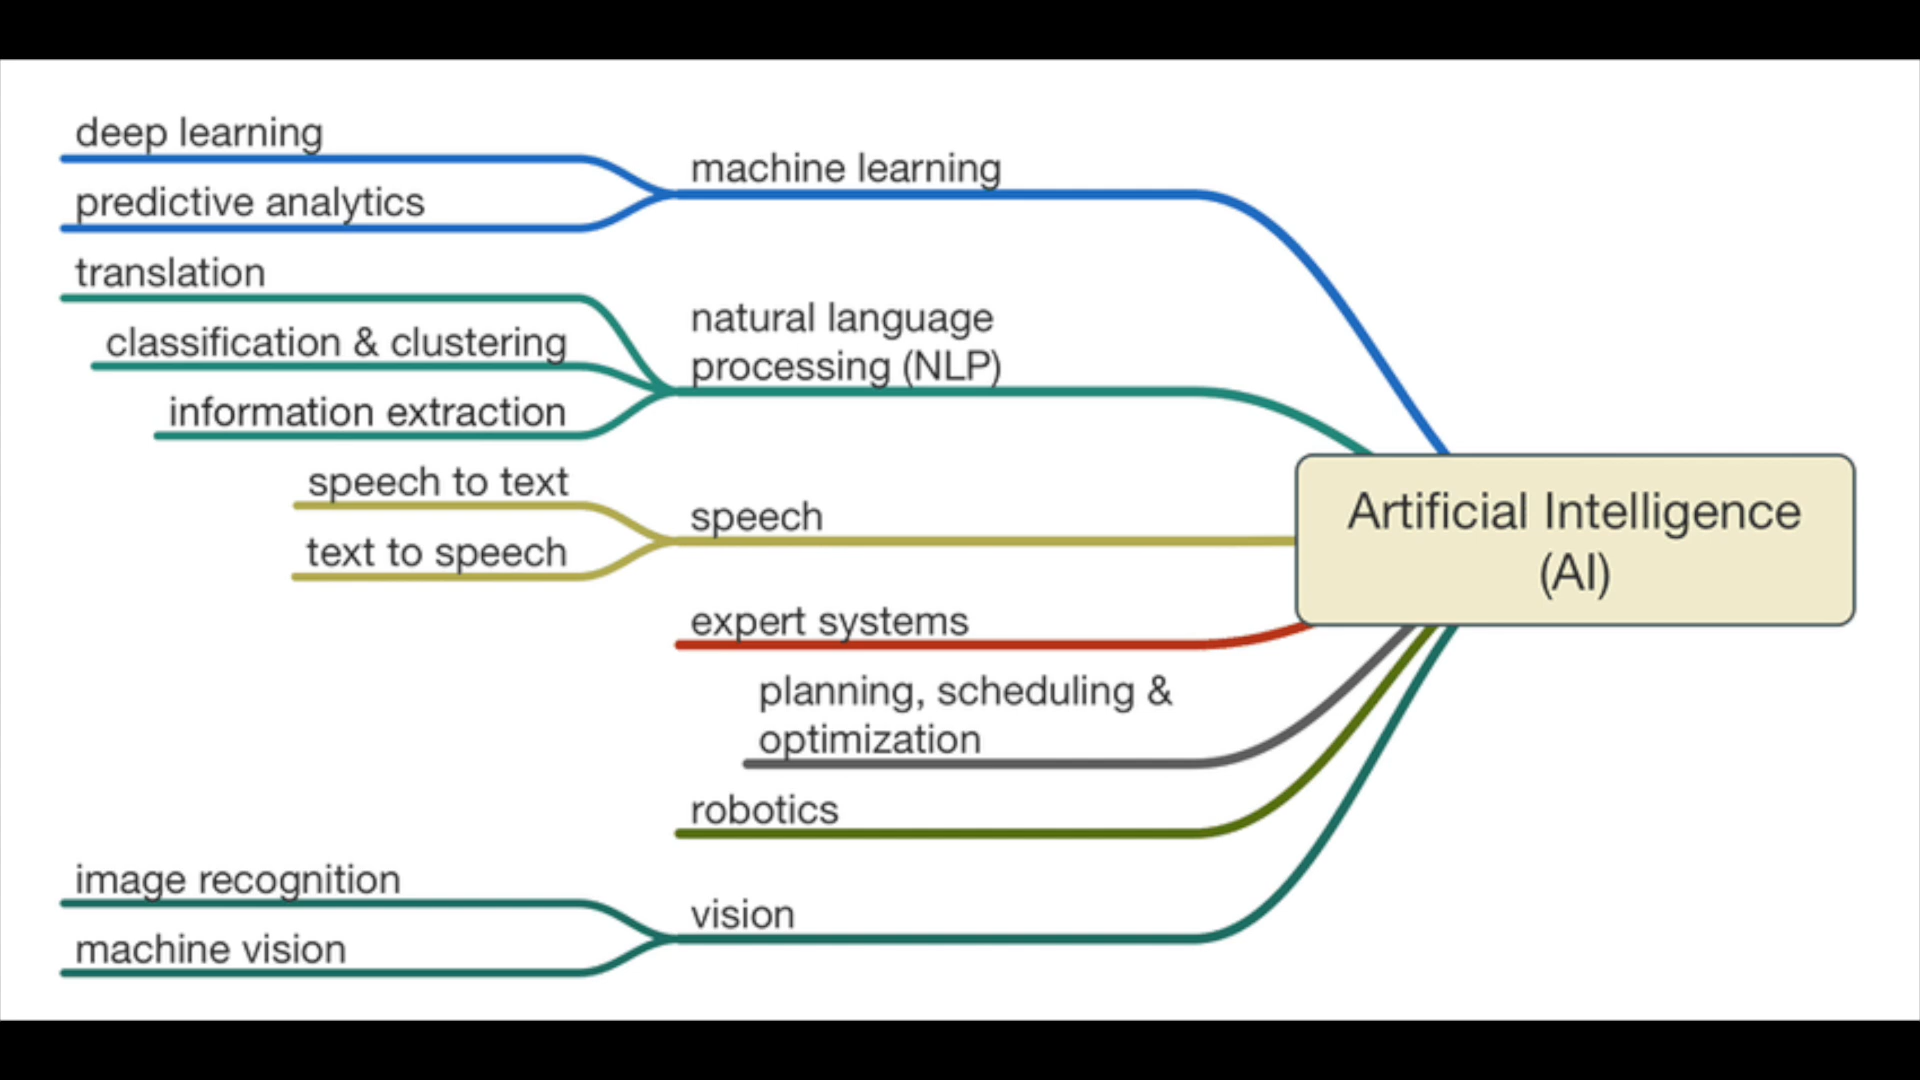 deep learning
predictive analytics
machine learning
translation
classification & clustering
information extraction
natural language
processing (NLP)
speech to text
text to speech
speech
Artificial Intelligence
(AI)
expert systems
planning, scheduling &
optimization
robotics
image recognition
machine vision
vision